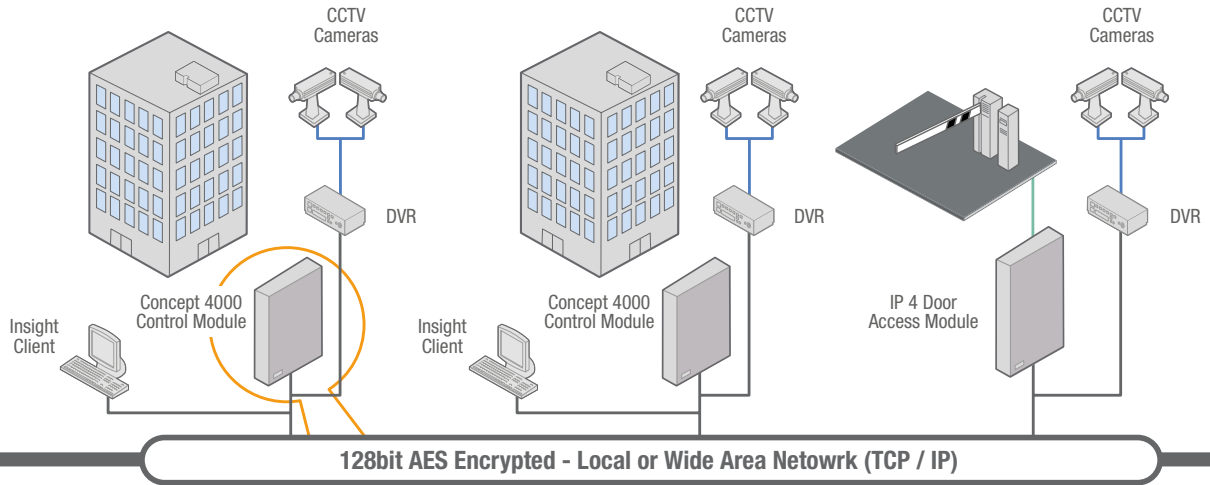 CCTV
Cameras
DVR
Concept 4000
Control Module
Insight
Client
CCTV
Cameras
DVR
Concept 4000
Control Module
Insight
Client
CCTV
Cameras
DVR
IP 4 Door
Access Module
128bit AES Encrypted - Local or Wide Area Netowrk (TCP / IP)